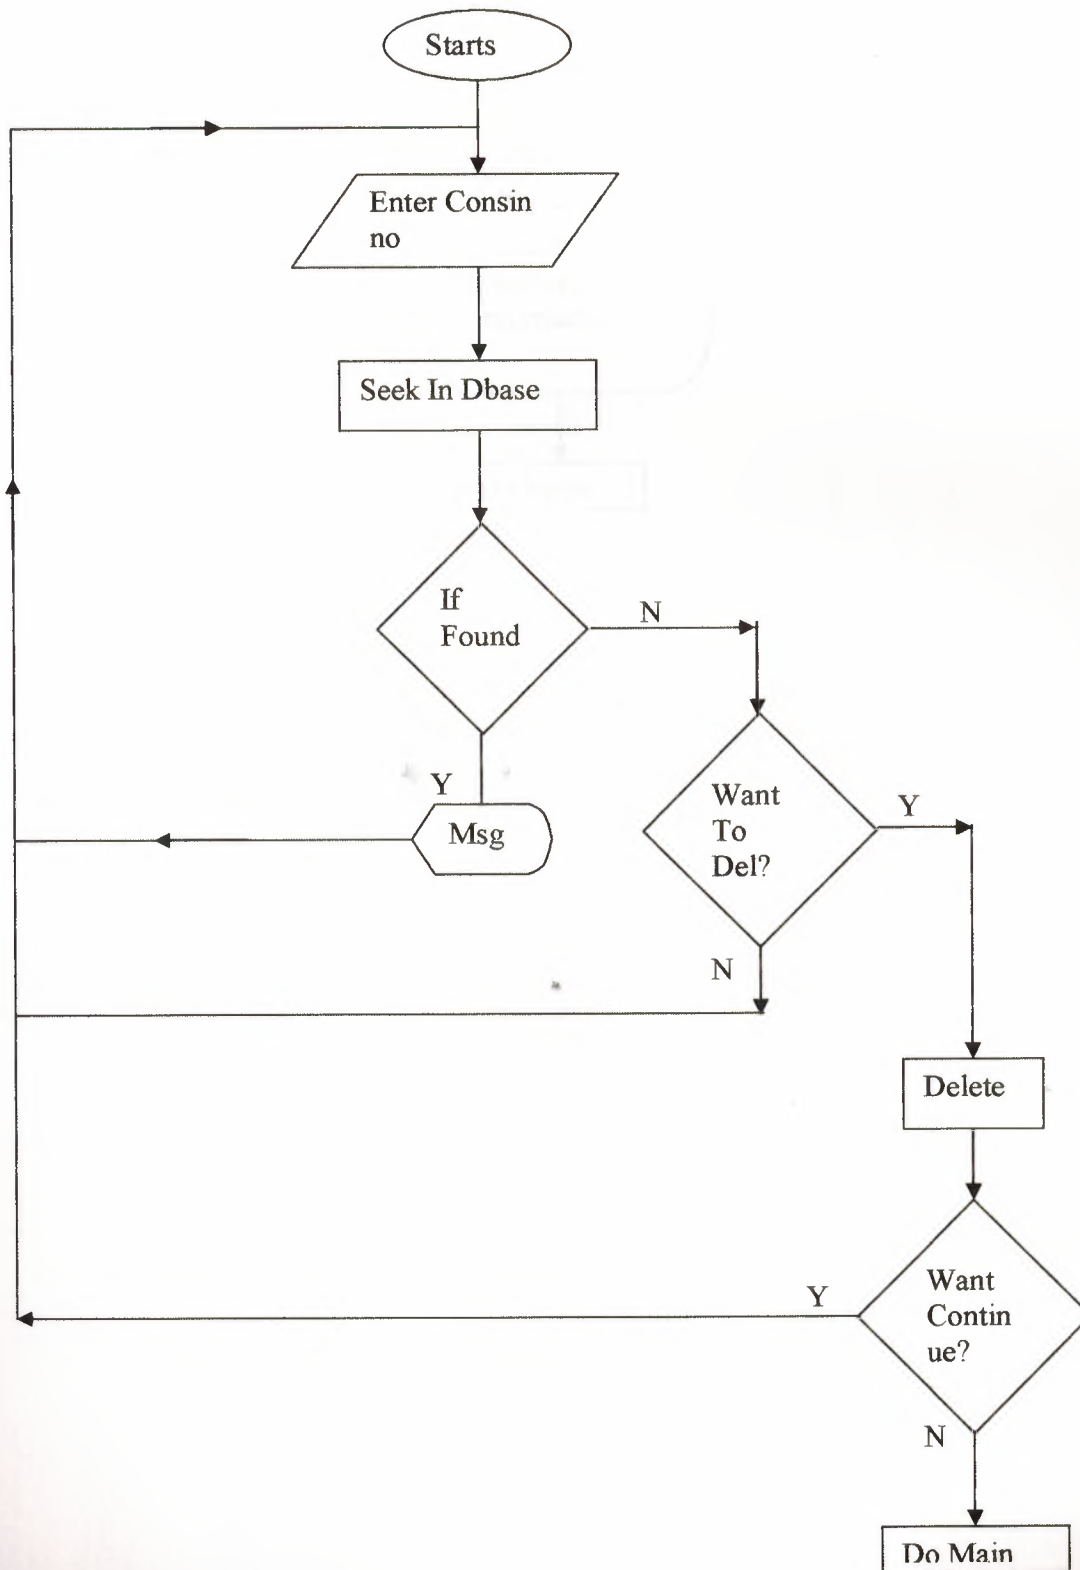 Starts
Enter Consin
no
Seek In Dbase
If
Found
N
Y
Msg
Want
To
Del?
Y
N
Delete
Want
Contin
ue?
Y
N
Do Main